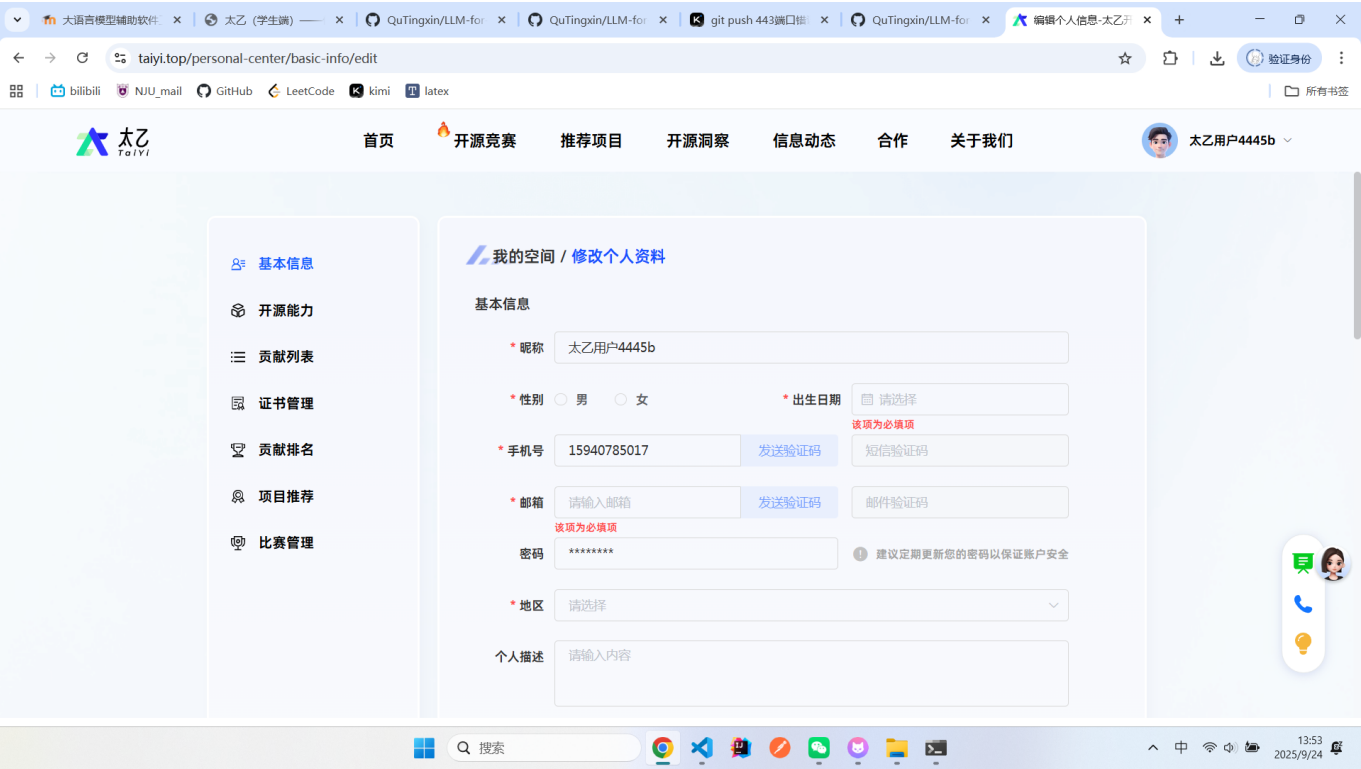 大语言模型辅助软件
太乙（学生端）——
QuTingxin/LLM-for
QuTingxin/LLM-for
git push 443端口错
QuTingxin/LLM-for
编辑个人信息-太乙开
taiyi.top/personal-center/basic-info/edit
验证身份
bilibili
NJU_mail
GitHub
LeetCode
kimi
latex
所有书签
太乙
TaiYi
首页
开源竞赛
推荐项目
开源洞察
信息动态
合作
关于我们
太乙用户4445b
基本信息
开源能力
贡献列表
证书管理
贡献排名
项目推荐
比赛管理
我的空间 / 修改个人资料
基本信息
* 昵称 太乙用户4445b
* 性别 男 女 * 出生日期 请选择
该项为必填项
* 手机号 15940785017 发送验证码 短信验证码
* 邮箱 请输入邮箱 发送验证码 邮件验证码
该项为必填项
密码 ******** 建议定期更新您的密码以保证账户安全
* 地区 请选择
个人描述 请输入内容
搜索
中
13:53
2025/9/24